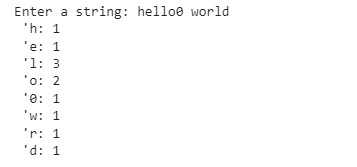 Enter a string: hello0 world
'h: 1
'e: 1
'l: 3
'o: 2
'0: 1
'w: 1
'r: 1
'd: 1